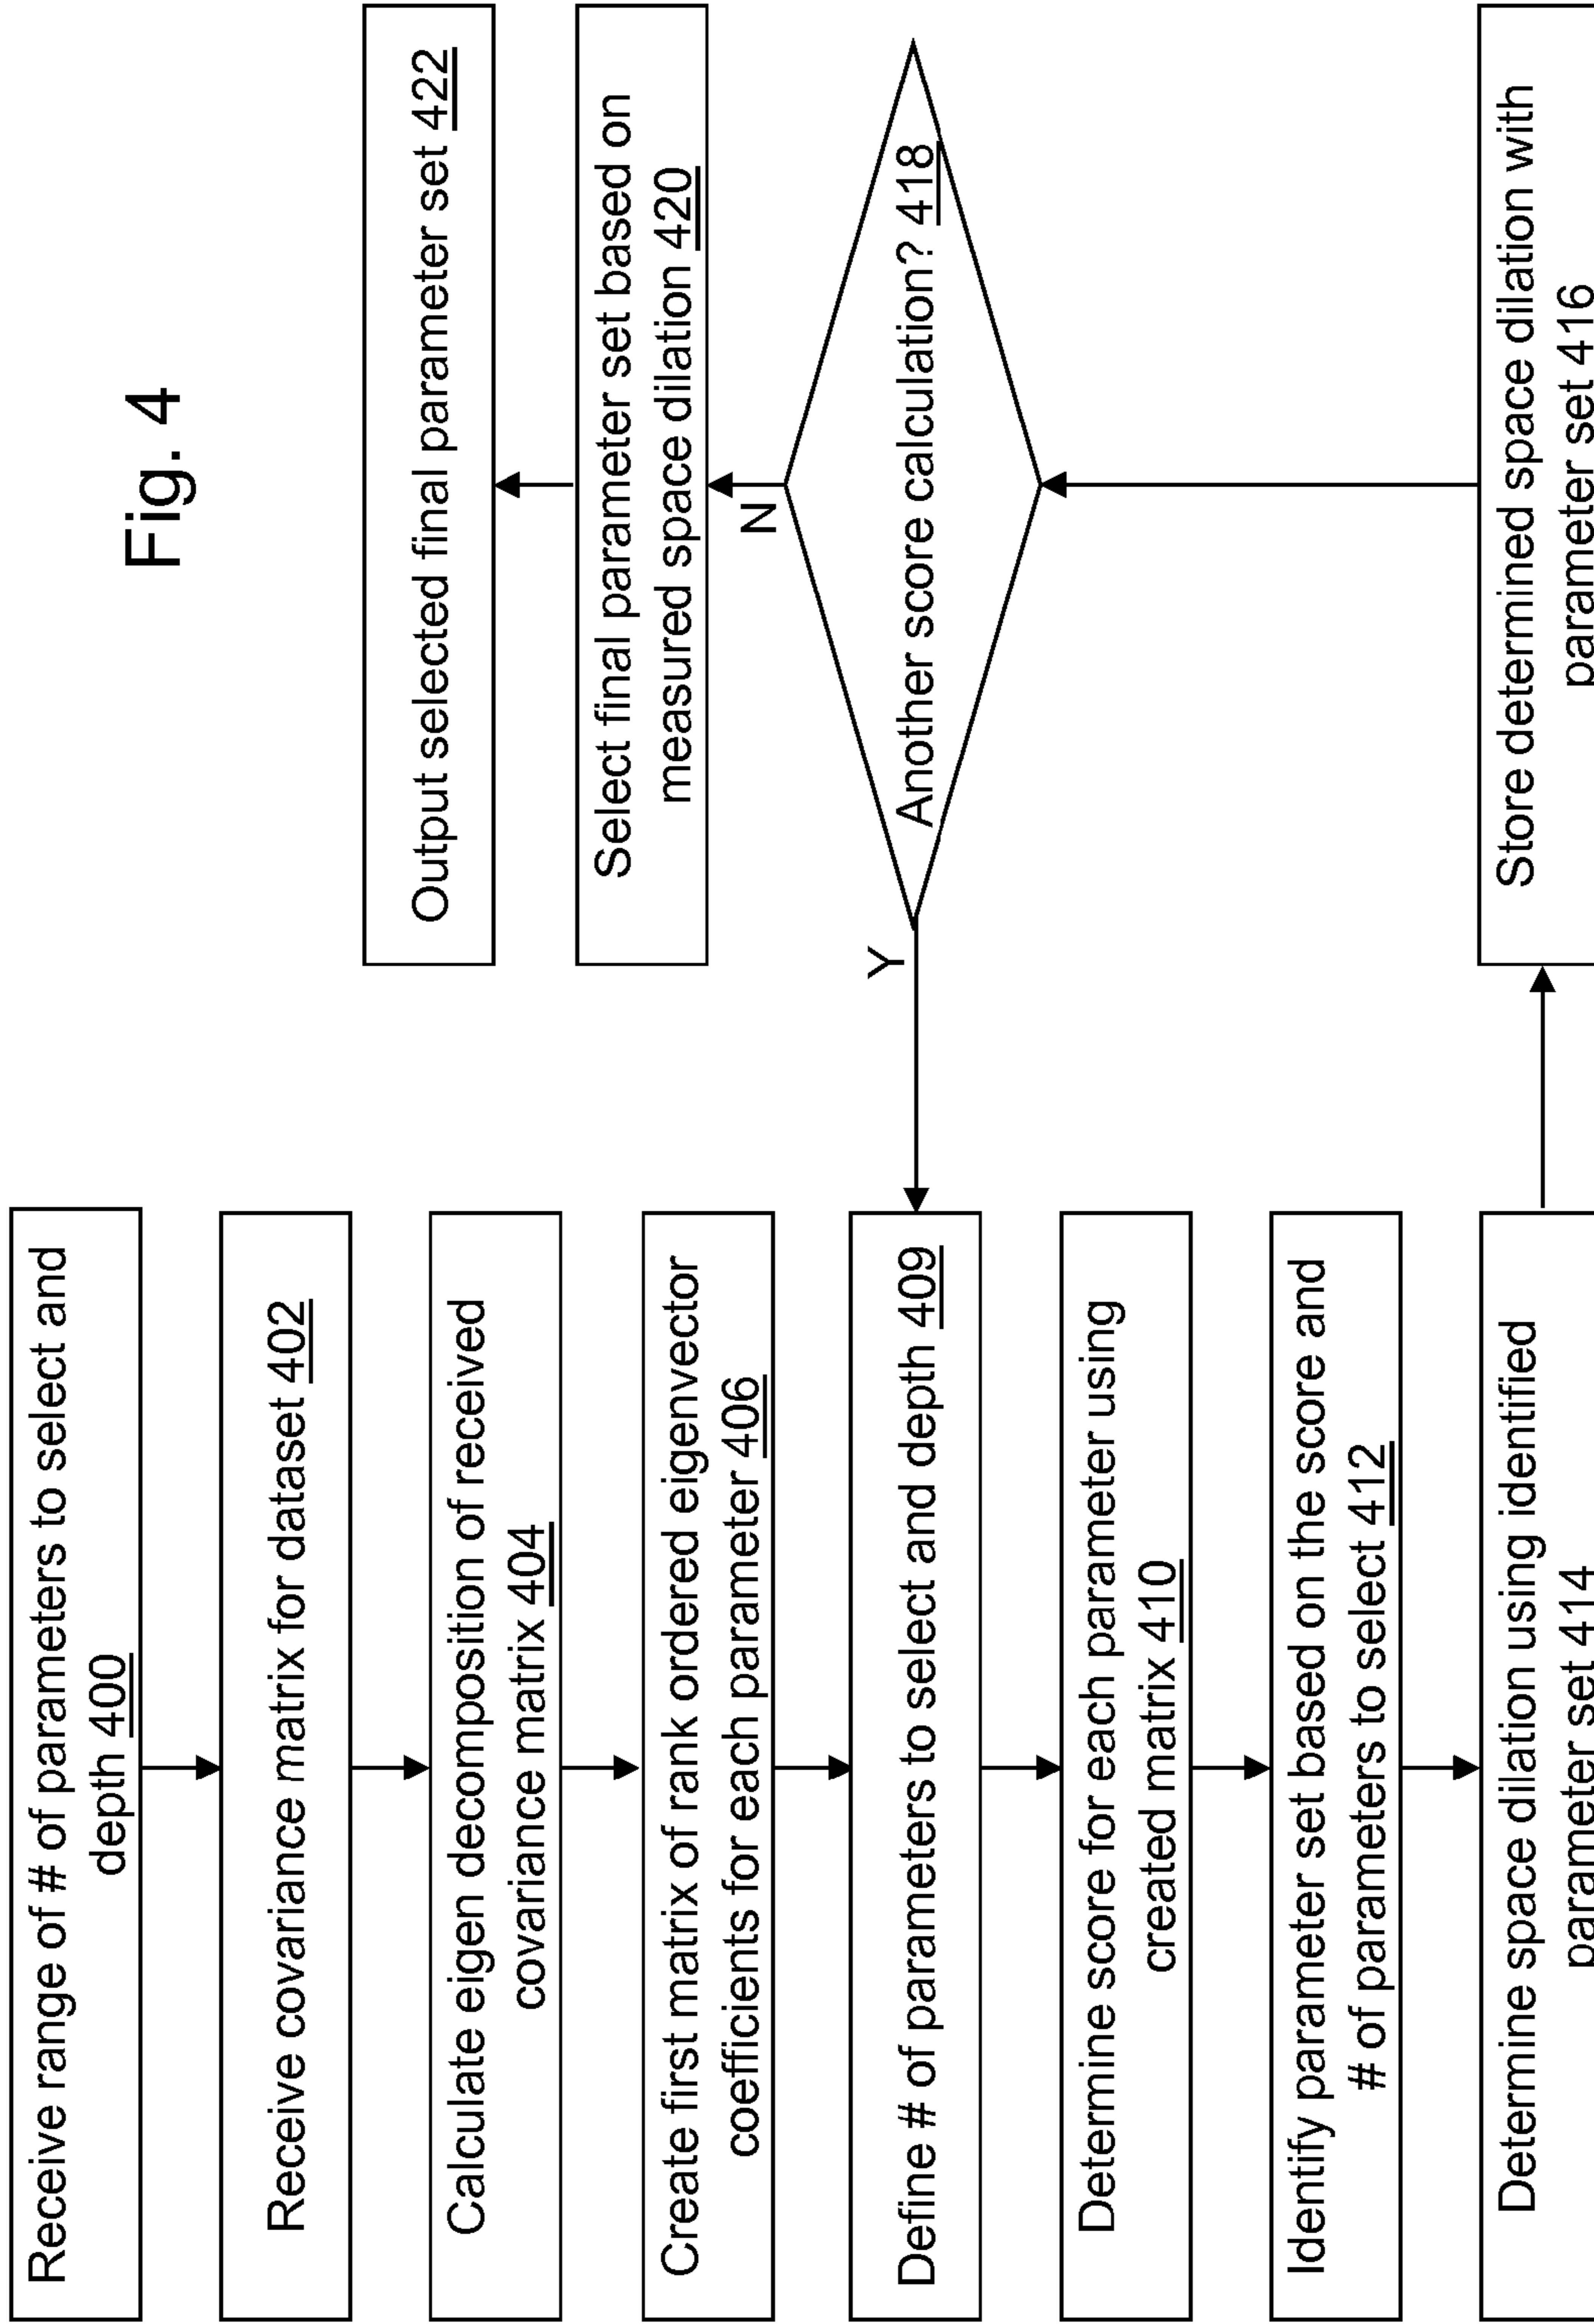 Fig. 4
Receive range of # of parameters to select and
depth 400
Receive covariance matrix for dataset 402
Calculate eigen decomposition of received
covariance matrix 404
Create first matrix of rank ordered eigenvector
coefficients for each parameter 406
Define # of parameters to select and depth 409
Determine score for each parameter using
created matrix 410
Identify parameter set based on the score and
# of parameters to select 412
Determine space dilation using identified
parameter set 414
Store determined space dilation with
parameter set 416
Another score calculation? 418
Y
N
Select final parameter set based on
measured space dilation 420
Output selected final parameter set 422